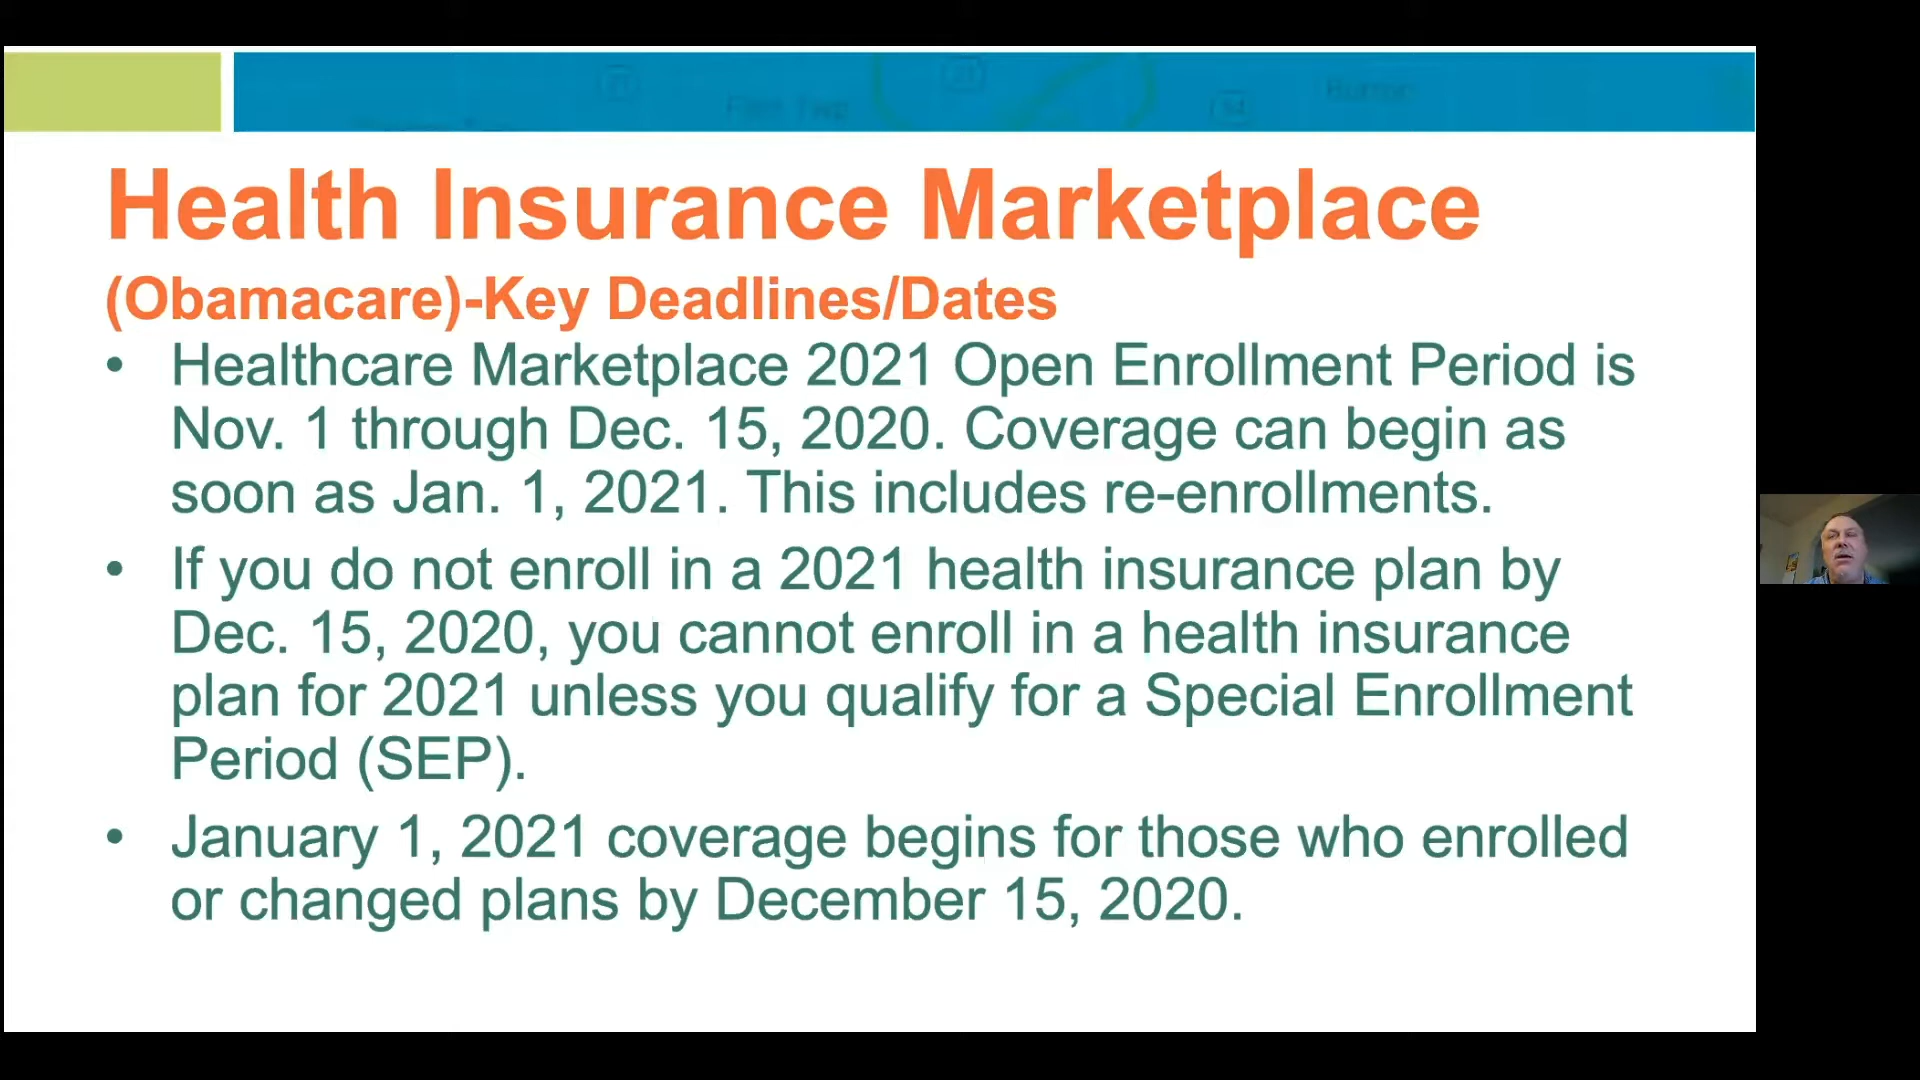 Health Insurance Marketplace
(Obamacare)-Key Deadlines/Dates
• Healthcare Marketplace 2021 Open Enrollment Period is
Nov. 1 through Dec. 15, 2020. Coverage can begin as
soon as Jan. 1, 2021. This includes re-enrollments.
• If you do not enroll in a 2021 health insurance plan by
Dec. 15, 2020, you cannot enroll in a health insurance
plan for 2021 unless you qualify for a Special Enrollment
Period (SEP).
• January 1, 2021 coverage begins for those who enrolled
or changed plans by December 15, 2020.